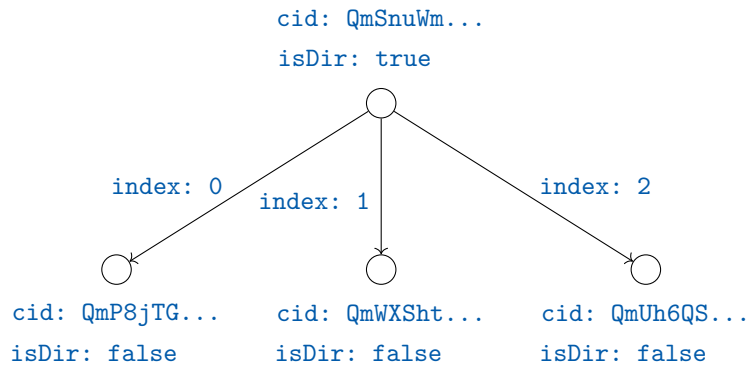 cid: QmSnuWm...
isDir: true
index: 0
index: 1
index: 2
cid: QmP8jTG...
isDir: false
cid: QmWXSht...
isDir: false
cid: QmUh6QS...
isDir: false